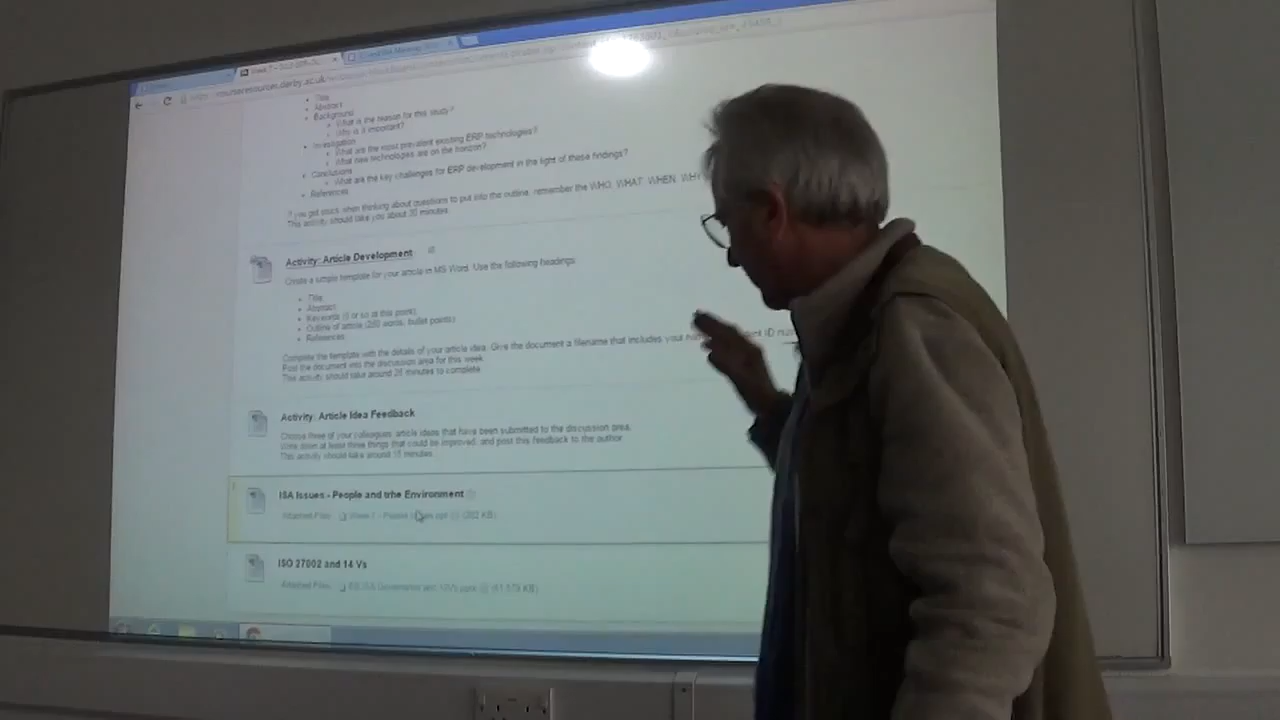 Title
Abstract
Background
What is the reason for this study?
Why is it important?
Investigation
What are the most prevalent existing ERP technologies?
What new technologies are on the horizon?
Conclusions
What are the key challenges for ERP development in the light of these findings?
References
If you get stuck when thinking about questions to put into the outline, remember the WHO, WHAT, WHEN, WHY
This activity should take you about 30 minutes.
Activity: Article Development
Create a simple template for your article in MS Word. Use the following headings:
Title
Abstract
Keywords (3 or so at this point)
Outline of article (250 words, bullet points)
References
Complete the template with the details of your article idea. Give the document a filename that includes your ID
Post the document into the discussion area for this week.
This activity should take around 25 minutes to complete.
Activity: Article Idea Feedback
Choose three of your colleagues' article ideas that have been submitted to the discussion area.
Write down at least three things that could be improved, and post this feedback to the author.
This activity should take around 15 minutes.
ISA Issues - People and trhe Environment
Attached Files: Week 7 -
ISO 27002 and 14 Vs
Attached Files: